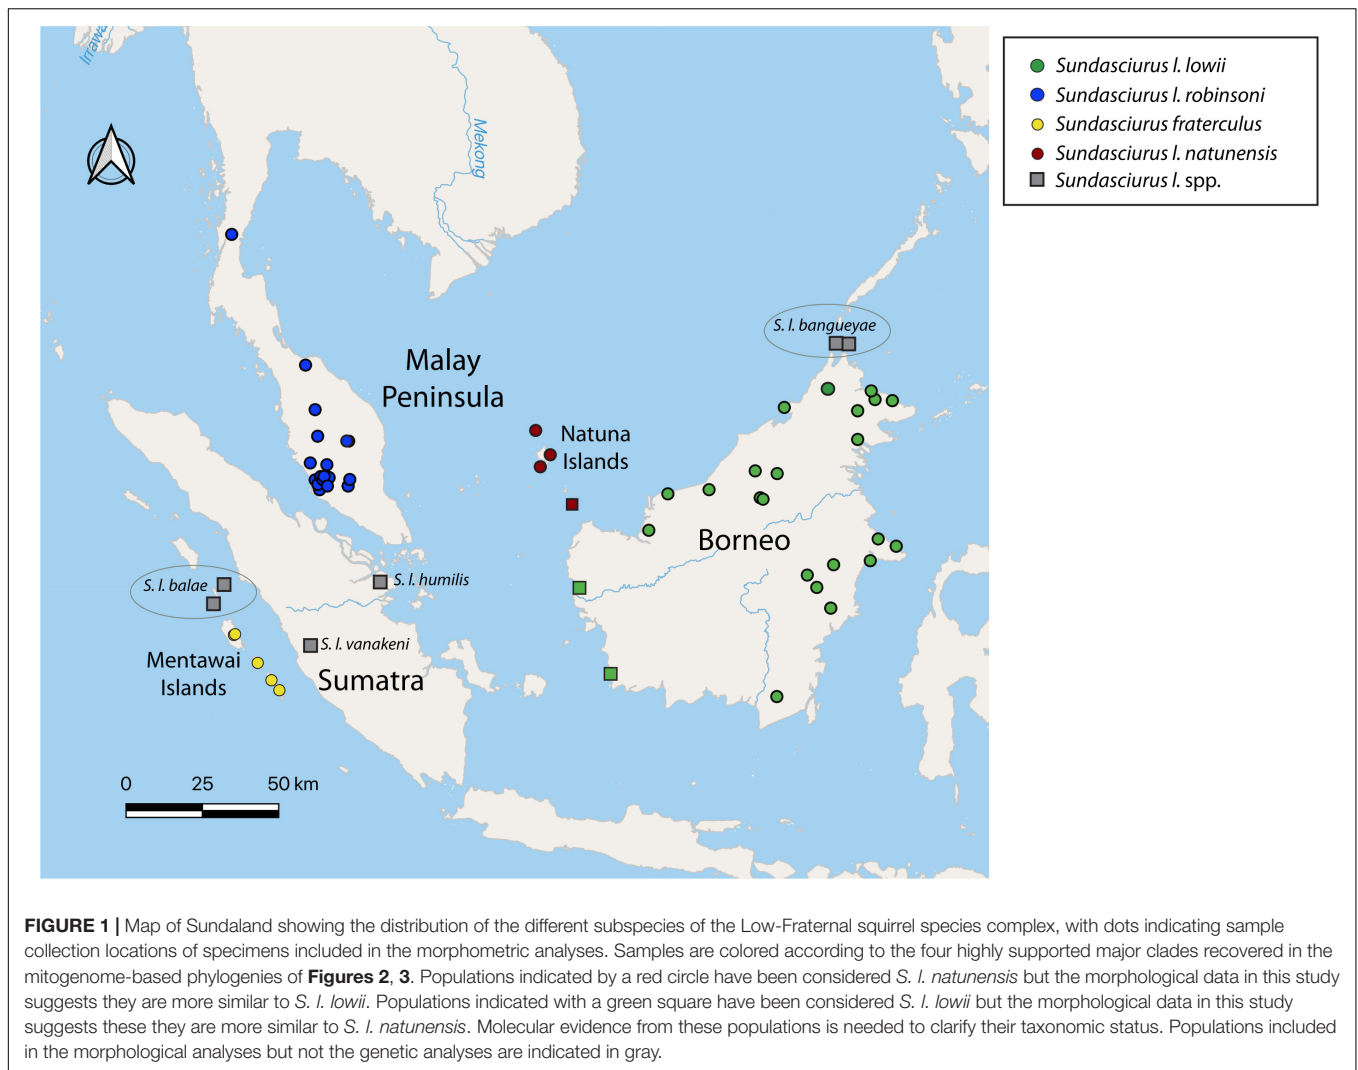 Irrawa
Mekong
Sundasciurus l. lowii
Sundasciurus l. robinsoni
Sundasciurus fraterculus
Sundasciurus l. natunensis
Sundasciurus l. spp.
S. l. bangueyae
Malay
Peninsula
Natuna
Islands
Borneo
S. l. balae
S. l. humilis
S. l. vanakeni
Mentawai
Islands
Sumatra
0 25 50 km
FIGURE 1 | Map of Sundaland showing the distribution of the different subspecies of the Low-Fraternal squirrel species complex, with dots indicating sample
collection locations of specimens included in the morphometric analyses. Samples are colored according to the four highly supported major clades recovered in the
mitogenome-based phylogenies of Figures 2, 3. Populations indicated by a red circle have been considered S. l. natunensis but the morphological data in this study
suggests they are more similar to S. l. lowii. Populations indicated with a green square have been considered S. l. lowii but the morphological data in this study
suggests these they are more similar to S. l. natunensis. Molecular evidence from these populations is needed to clarify their taxonomic status. Populations included
in the morphological analyses but not the genetic analyses are indicated in gray.